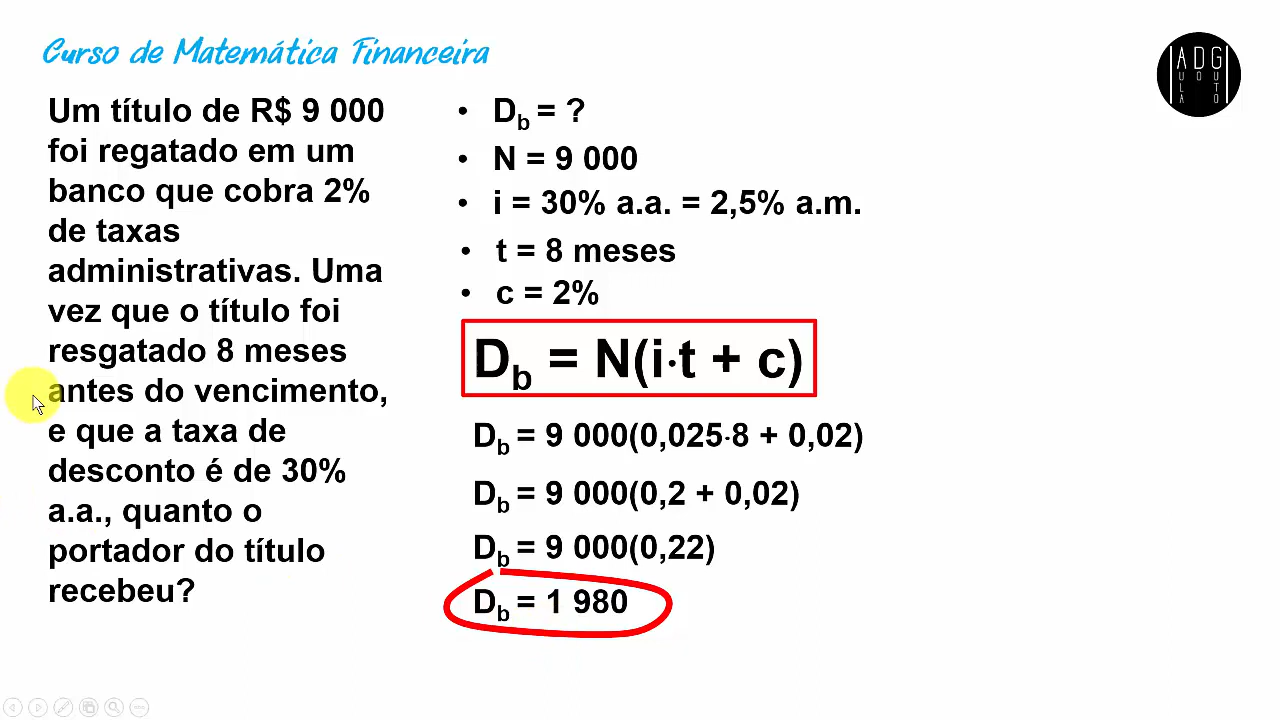 Curso de Matemática Financeira
Um título de R$ 9 000
foi regatado em um
banco que cobra 2%
de taxas
administrativas. Uma
vez que o título foi
resgatado 8 meses
antes do vencimento,
e que a taxa de
desconto é de 30%
a.a., quanto o
portador do título
recebeu?
• Db = ?
• N = 9 000
• i = 30% a.a. = 2,5% a.m.
• t = 8 meses
• c = 2%
Db = N(i·t + c)
Db = 9 000(0,025·8 + 0,02)
Db = 9 000(0,2 + 0,02)
Db = 9 000(0,22)
Db = 1 980
ADG
AULA
DO
GUTO